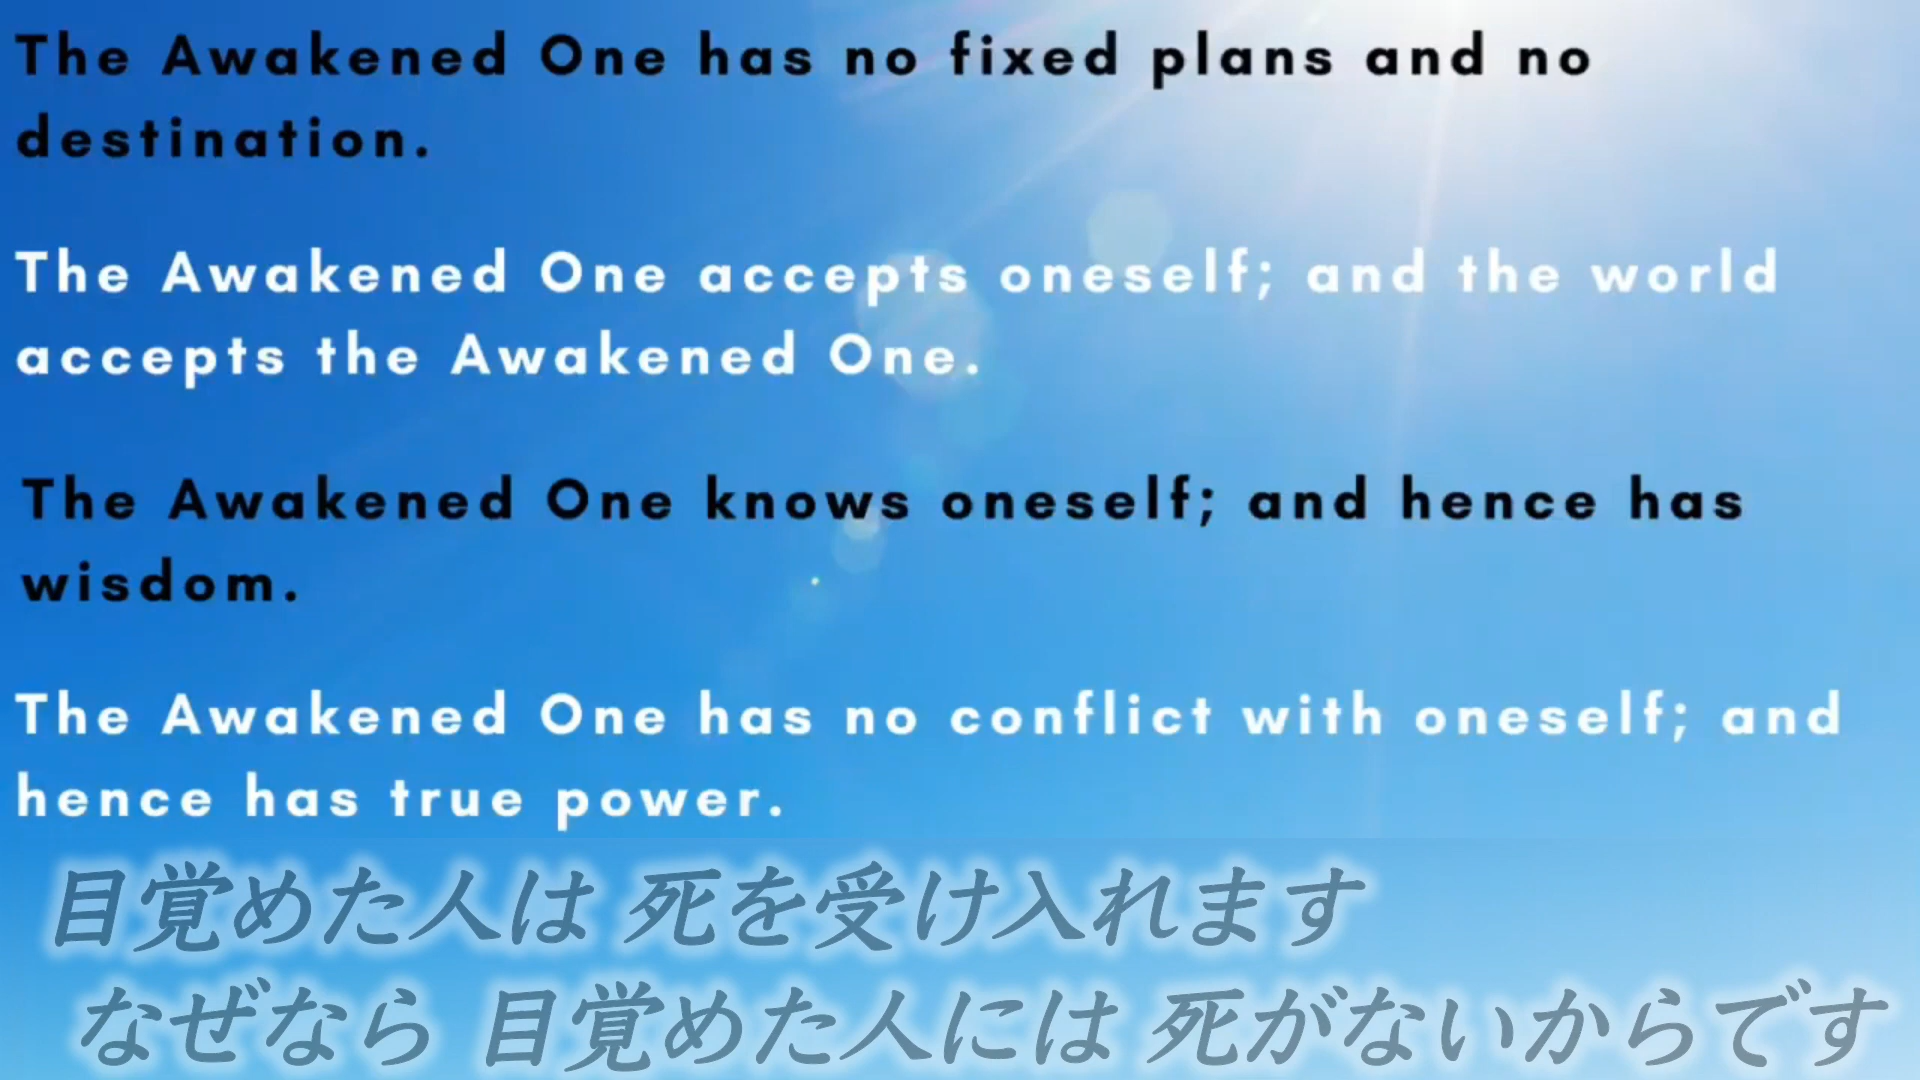 The Awakened One has no fixed plans and no
destination.
The Awakened One accepts oneself; and the world
accepts the Awakened One.
The Awakened One knows oneself; and hence has
wisdom.
The Awakened One has no conflict with oneself; and
hence has true power.
目覚めた人は 死を受け入れます
なぜなら 目覚めた人には 死がないからです